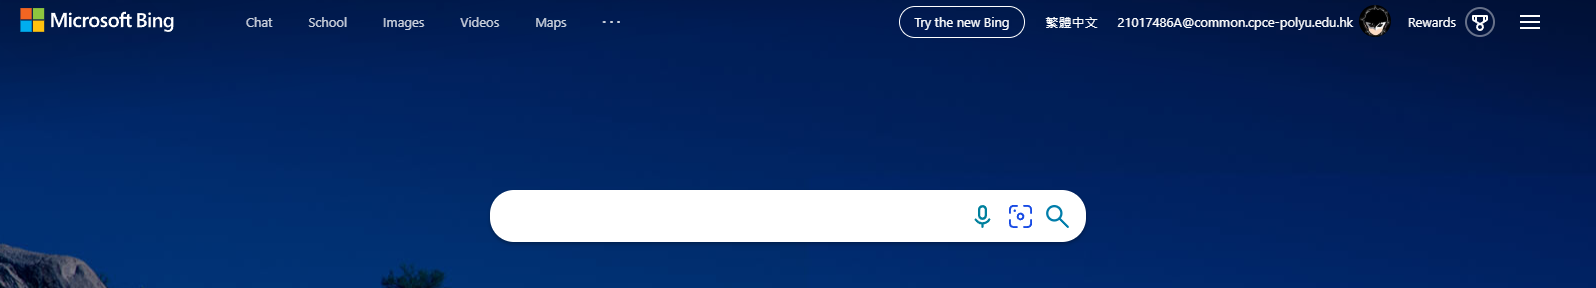 Microsoft Bing
Chat School Images Videos Maps ...
Try the new Bing 繁體中文 21017486A@common.cpce-polyu.edu.hk Rewards